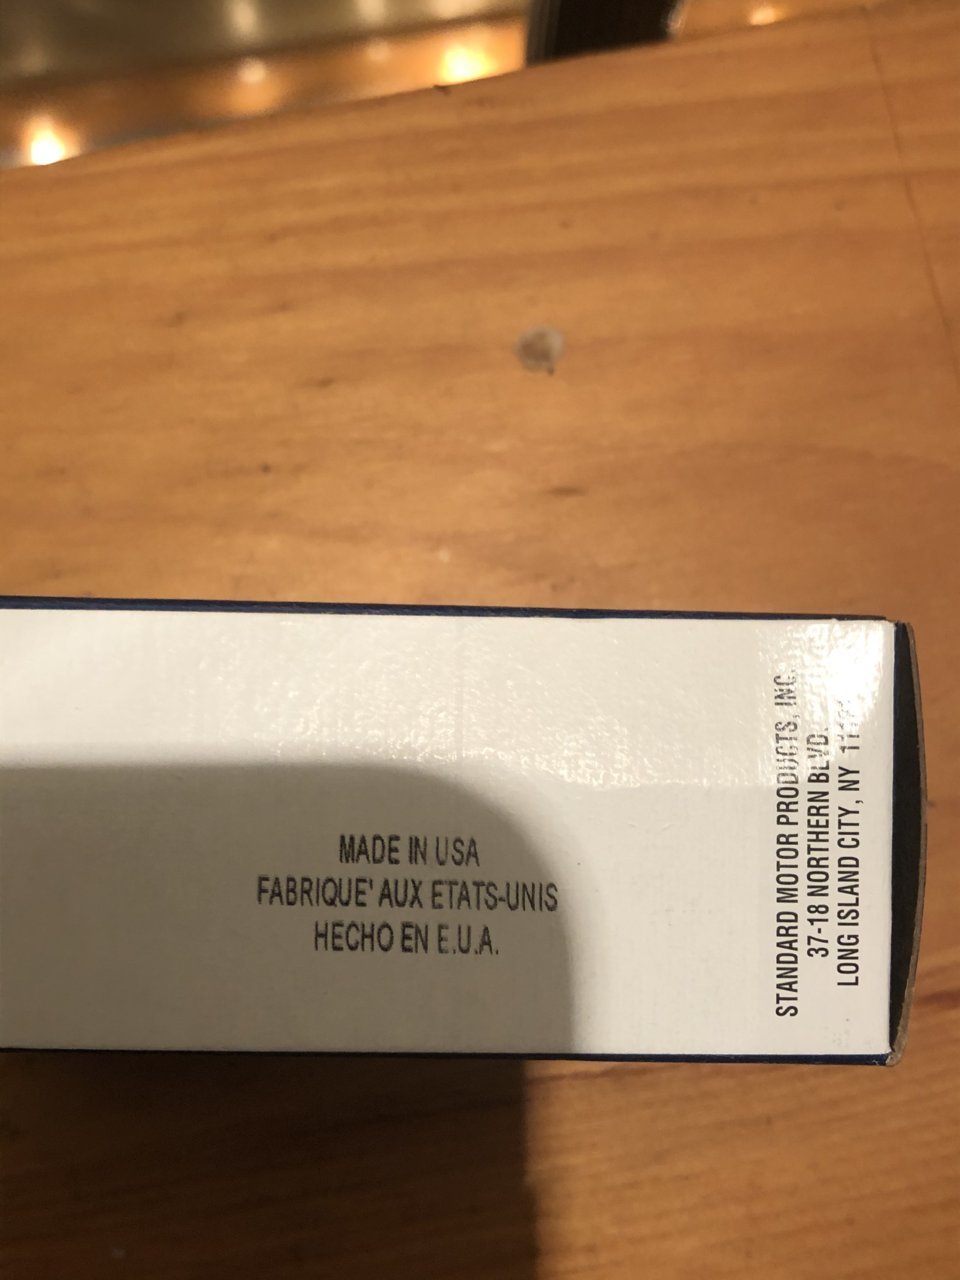 MADE IN USA
FABRIQUE' AUX ETATS-UNIS
HECHO EN E.U.A.
STANDARD MOTOR PRODUCTS, INC.
37-18 NORTHERN BLVD.
LONG ISLAND CITY, NY